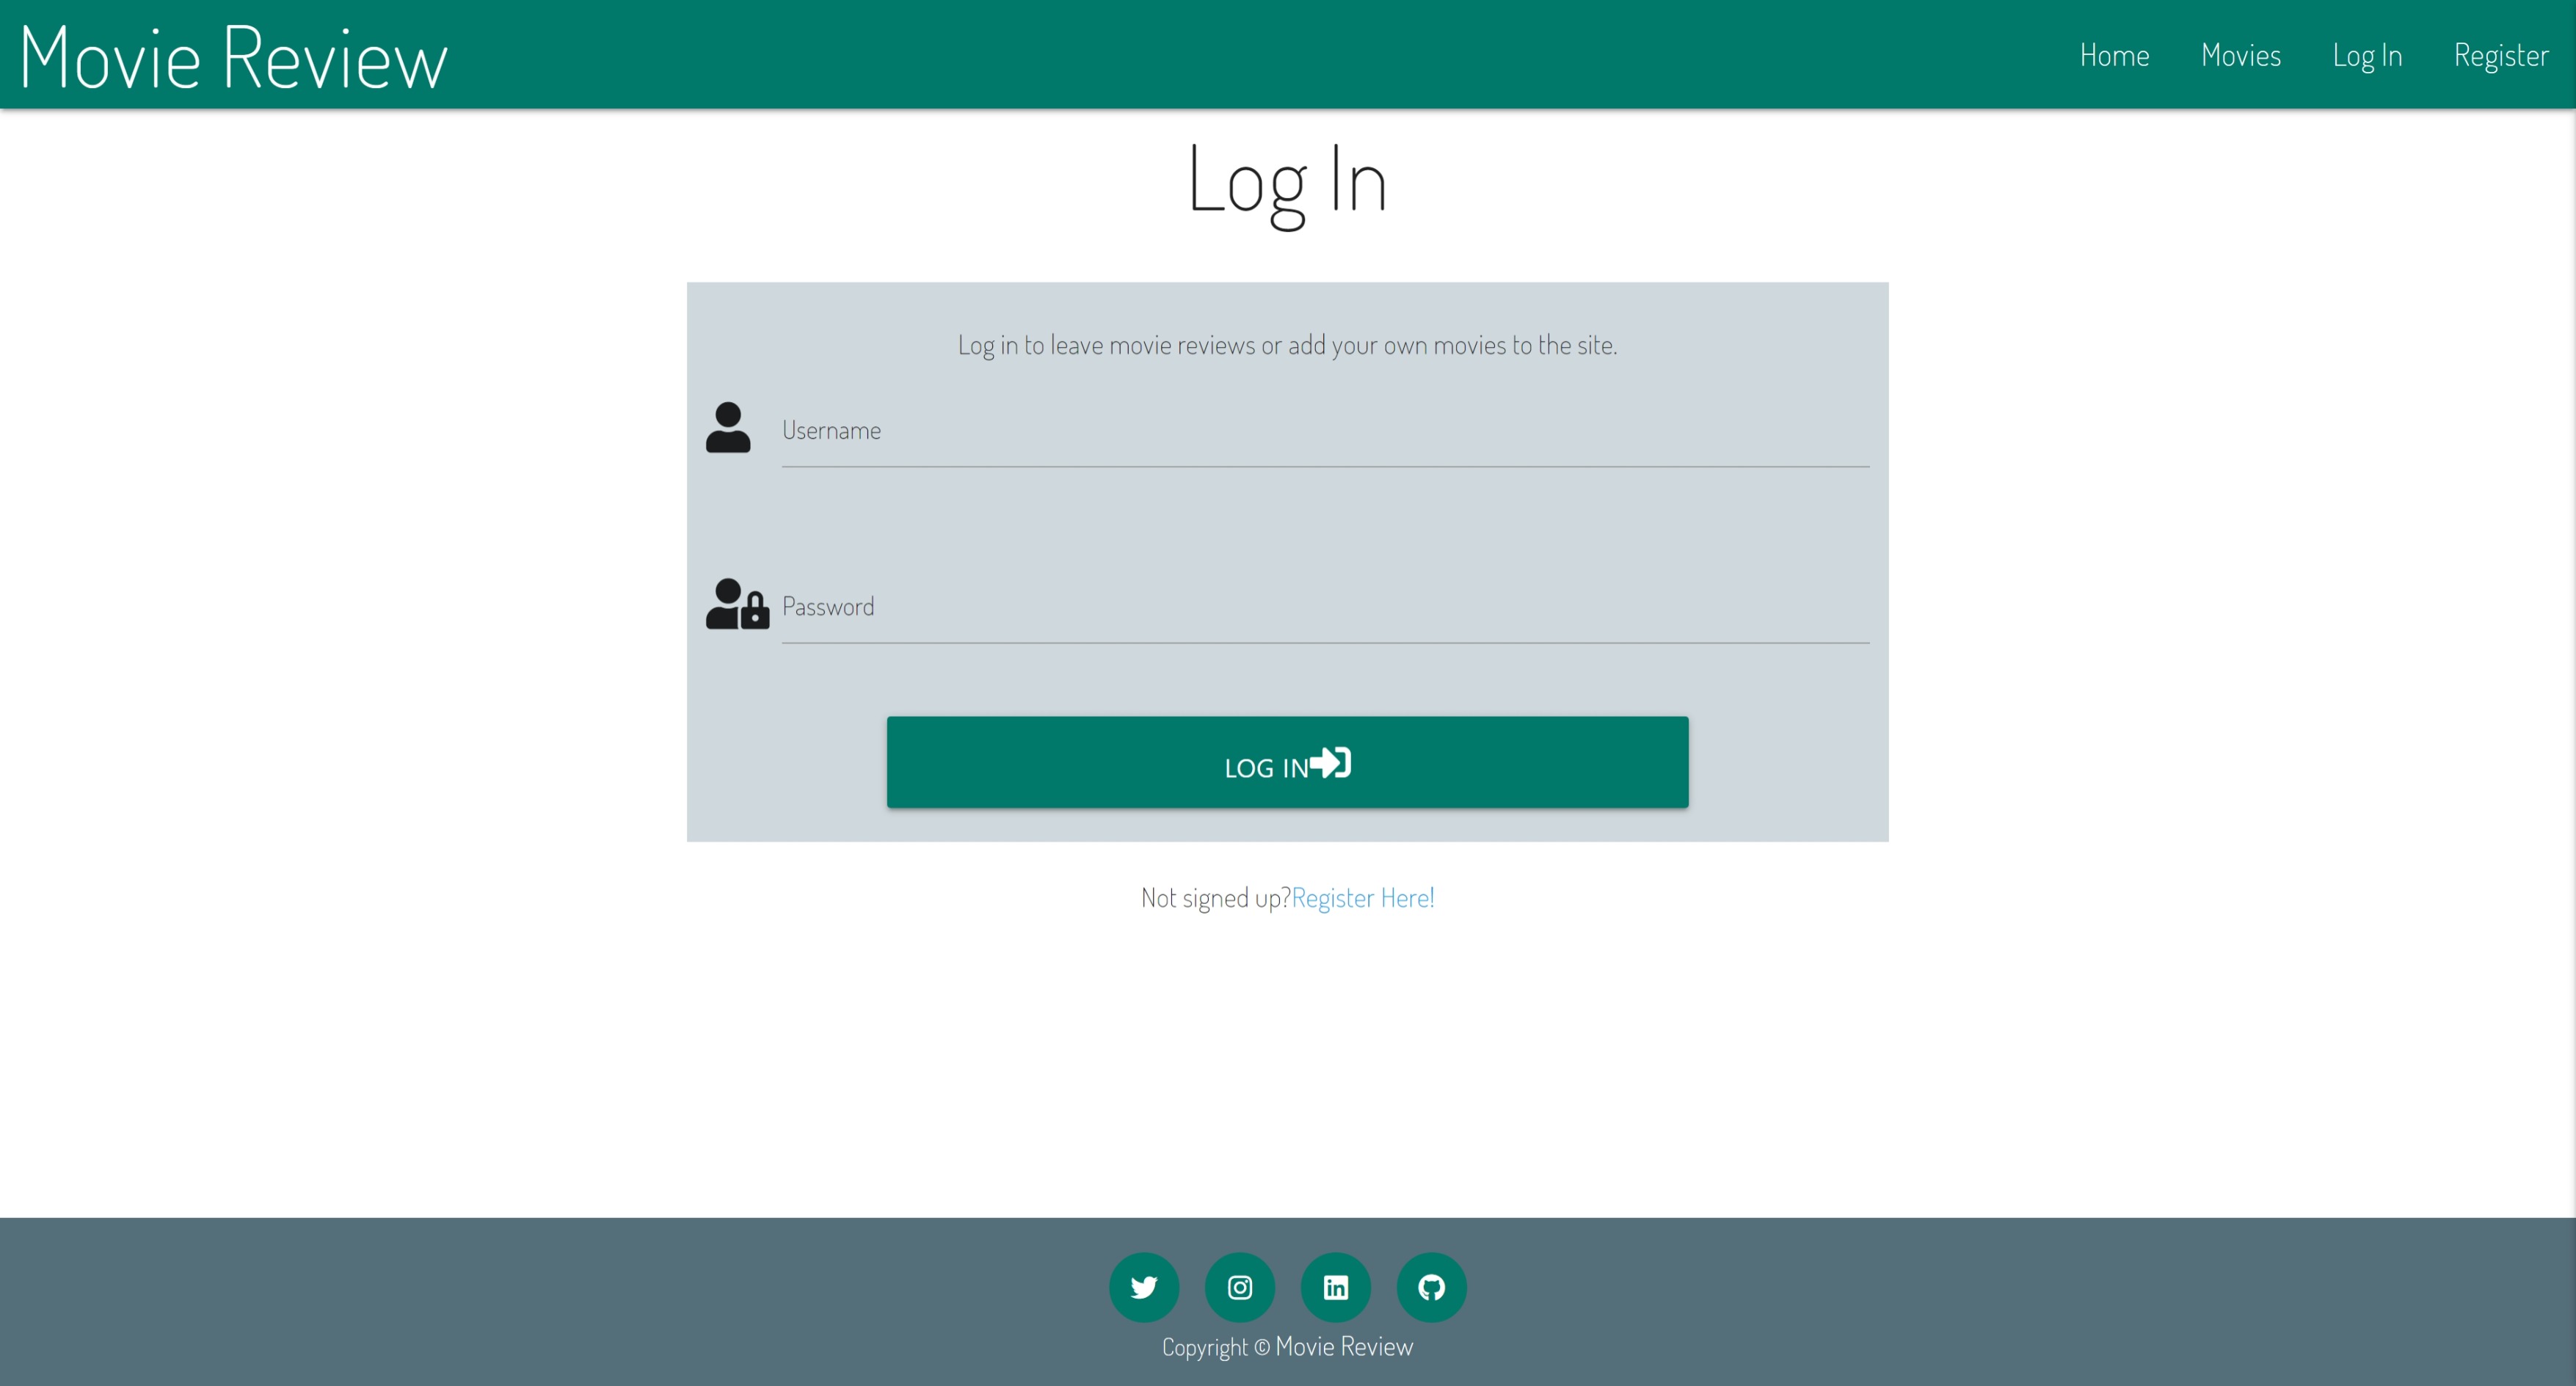 Movie Review
Home Movies Log In Register
Log In
Log in to leave movie reviews or add your own movies to the site.
Username
Password
LOG IN
Not signed up?Register Here!
Copyright © Movie Review